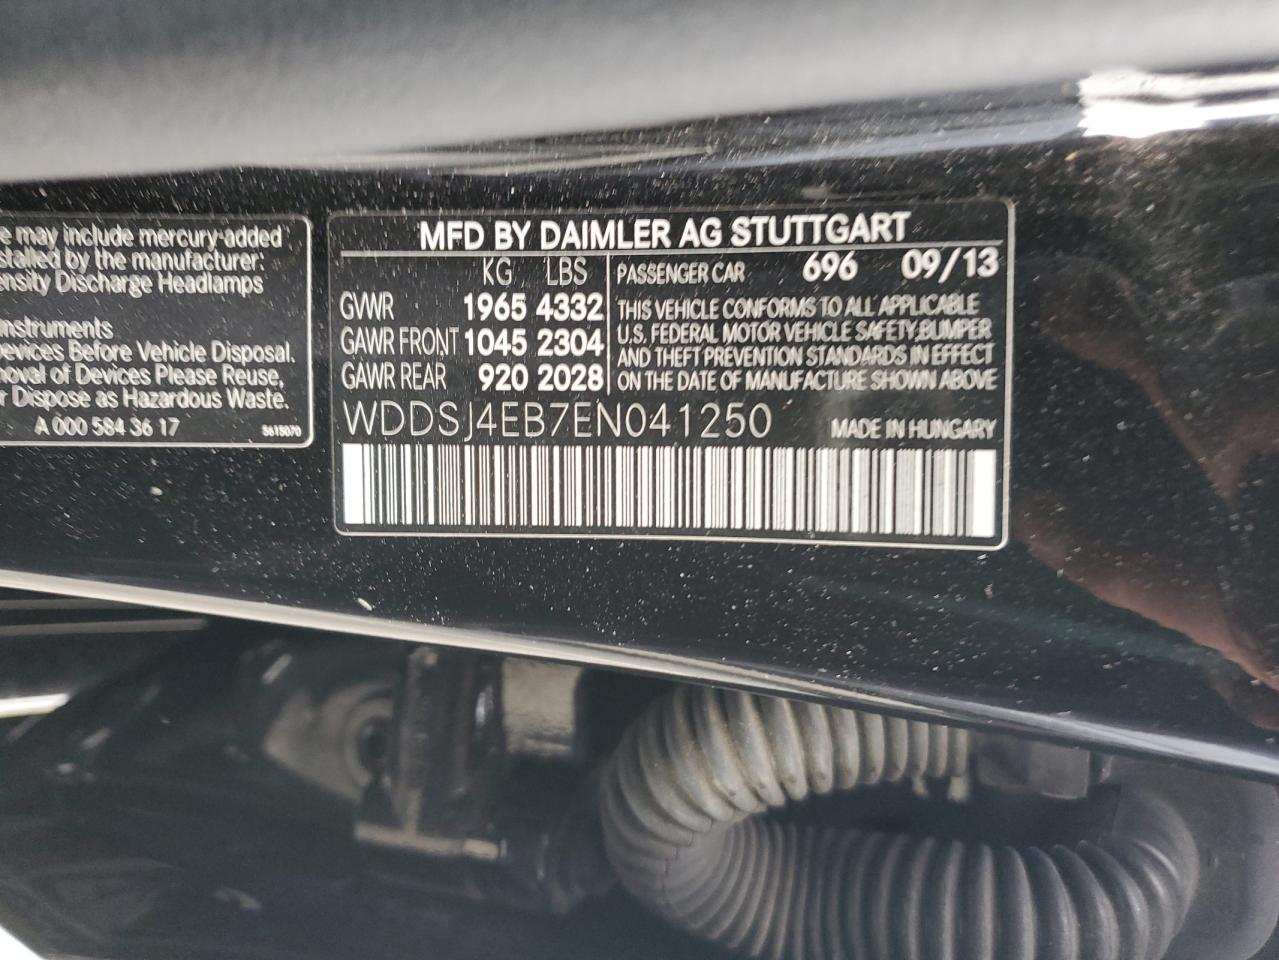 e may include mercury-added
stalled by the manufacturer:
ensity Discharge Headlamps
Instruments
Devices Before Vehicle Disposal.
moval of Devices Please Reuse,
r Dispose as Hazardous Waste.
A 000 584 36 17
5615070
MFD BY DAIMLER AG STUTTGART
KG LBS
GVWR 1965 4332
GAWR FRONT 1045 2304
GAWR REAR 920 2028
PASSENGER CAR 696 09/13
THIS VEHICLE CONFORMS TO ALL APPLICABLE
U.S. FEDERAL MOTOR VEHICLE SAFETY,BUMPER
AND THEFT PREVENTION STANDARDS IN EFFECT
ON THE DATE OF MANUFACTURE SHOWN ABOVE
WDDSJ4EB7EN041250 MADE IN HUNGARY